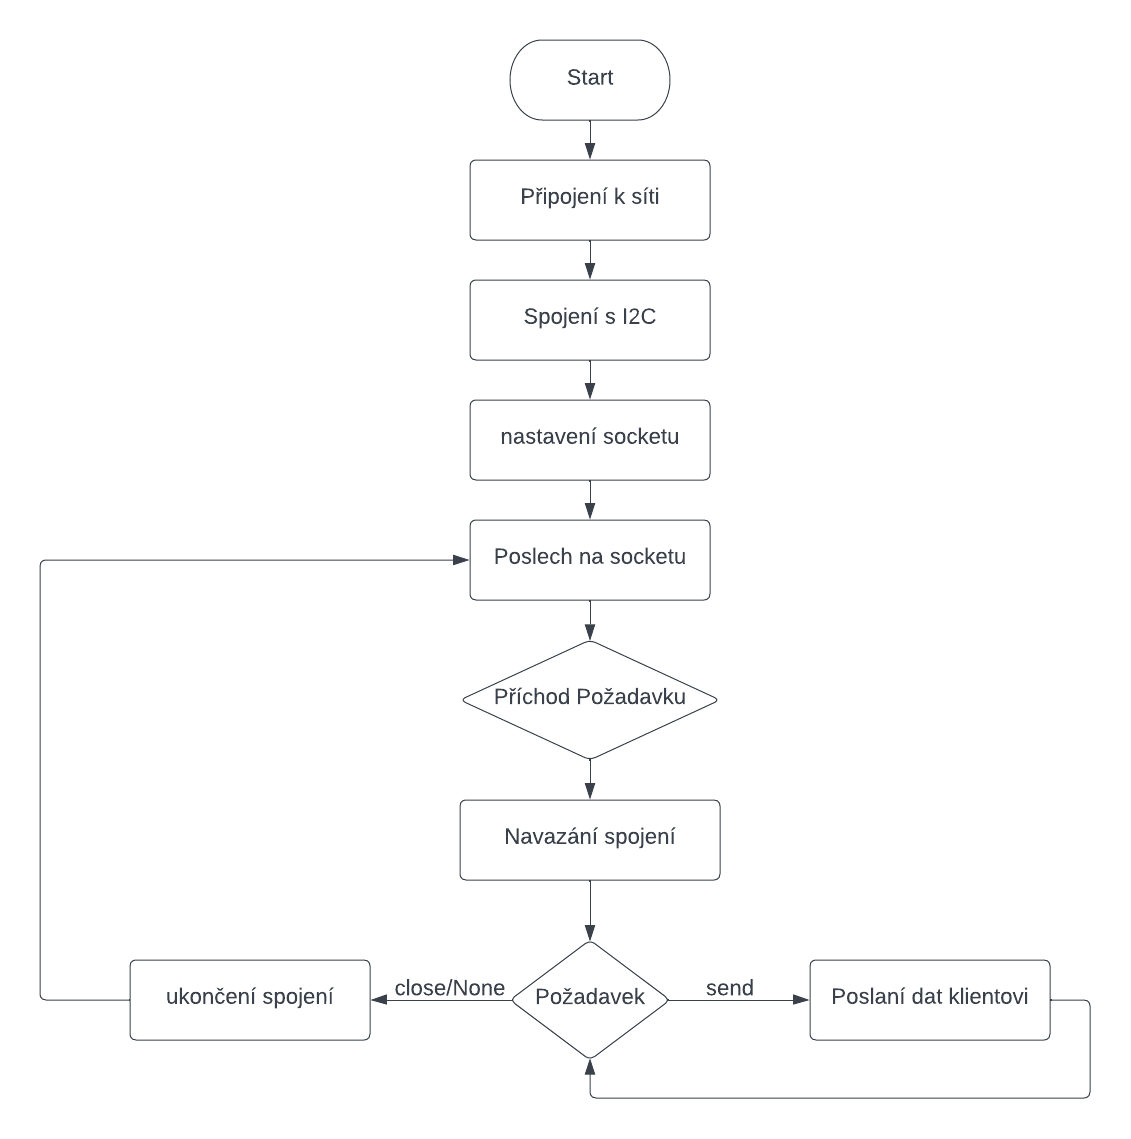 Start
Připojení k síti
Spojení s I2C
nastavení socketu
Poslech na socketu
Příchod Požadavku
Navazání spojení
ukončení spojení
close/None
Požadavek
send
Poslaní dat klientovi